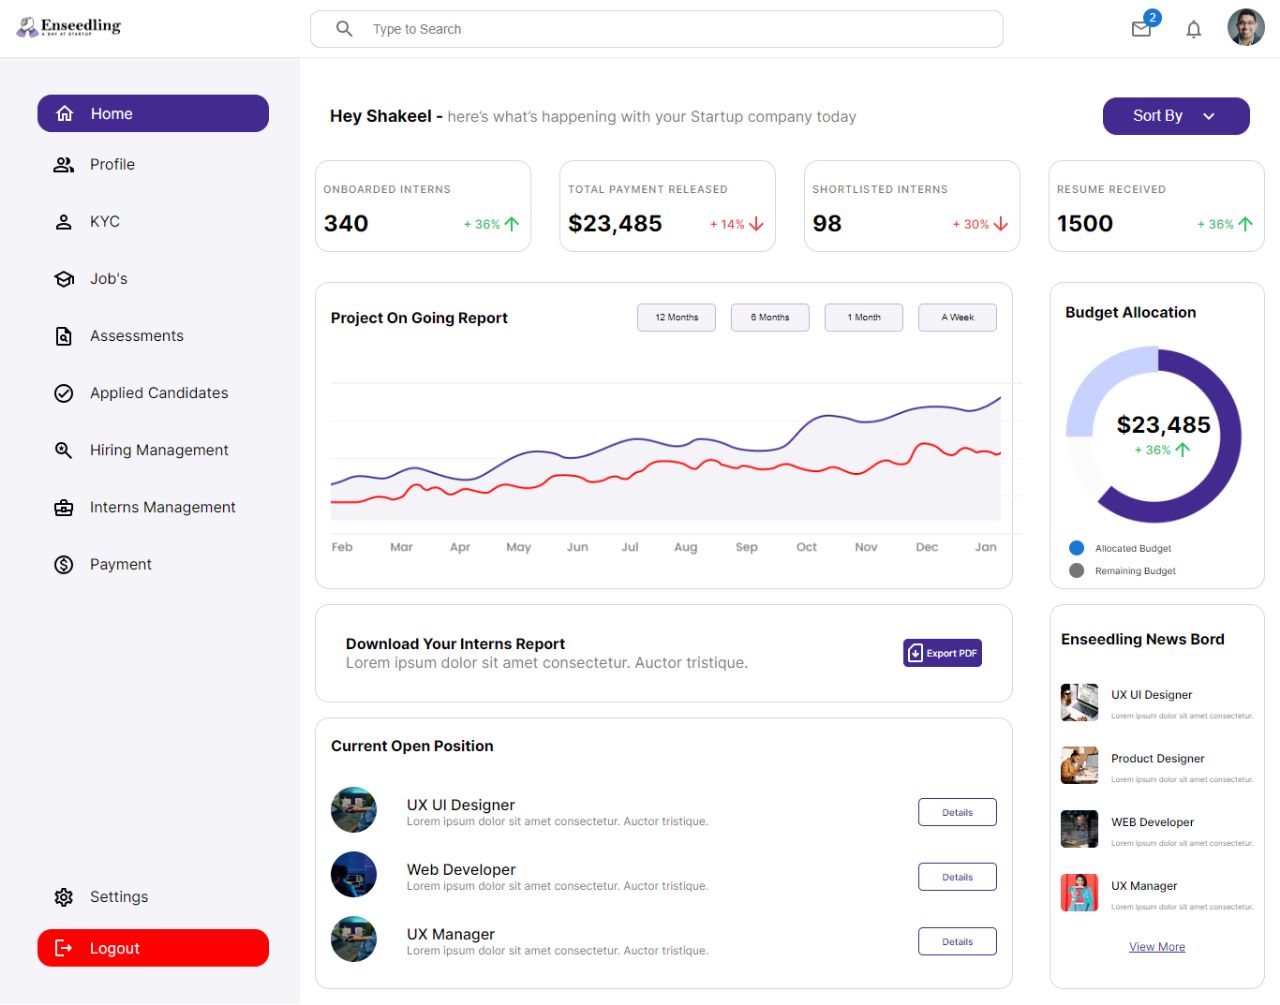 Enseedling
A DAY AT STARTUP
Type to Search
2
Home
Profile
KYC
Job's
Assessments
Applied Candidates
Hiring Management
Interns Management
Payment
Settings
Logout
Hey Shakeel - here's what's happening with your Startup company today
Sort By
ONBOARDED INTERNS
340
+ 36%
TOTAL PAYMENT RELEASED
$23,485
+ 14%
SHORTLISTED INTERNS
98
+ 30%
RESUME RECEIVED
1500
+ 36%
Project On Going Report
12 Months
6 Months
1 Month
A Week
Feb Mar Apr May Jun Jul Aug Sep Oct Nov Dec Jan
Budget Allocation
$23,485
+ 36%
Allocated Budget
Remaining Budget
Download Your Interns Report
Lorem ipsum dolor sit amet consectetur. Auctor tristique.
Export PDF
Current Open Position
UX UI Designer
Lorem ipsum dolor sit amet consectetur. Auctor tristique.
Details
Web Developer
Lorem ipsum dolor sit amet consectetur. Auctor tristique.
Details
UX Manager
Lorem ipsum dolor sit amet consectetur. Auctor tristique.
Details
Enseedling News Bord
UX UI Designer
Lorem ipsum dolor sit amet consectetur.
Product Designer
Lorem ipsum dolor sit amet consectetur.
WEB Developer
Lorem ipsum dolor sit amet consectetur.
UX Manager
Lorem ipsum dolor sit amet consectetur.
View More